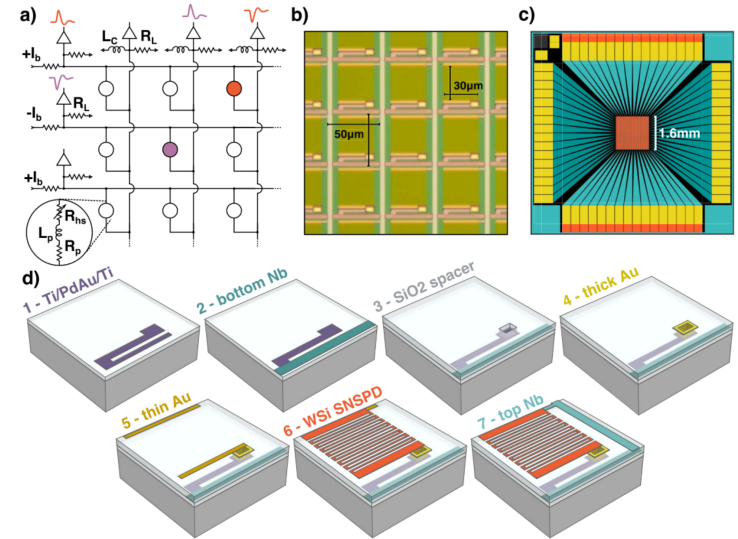 a)
L_C R_L
+I_b
R_L
-I_b
+I_b
R_hs
L_p
R_p
b)
30μm
50μm
c)
1.6mm
d)
1 - Ti/PdAu/Ti
2 - bottom Nb
3 - SiO2 spacer
4 - thick Au
5 - thin Au
6 - WSi SNSPD
7 - top Nb